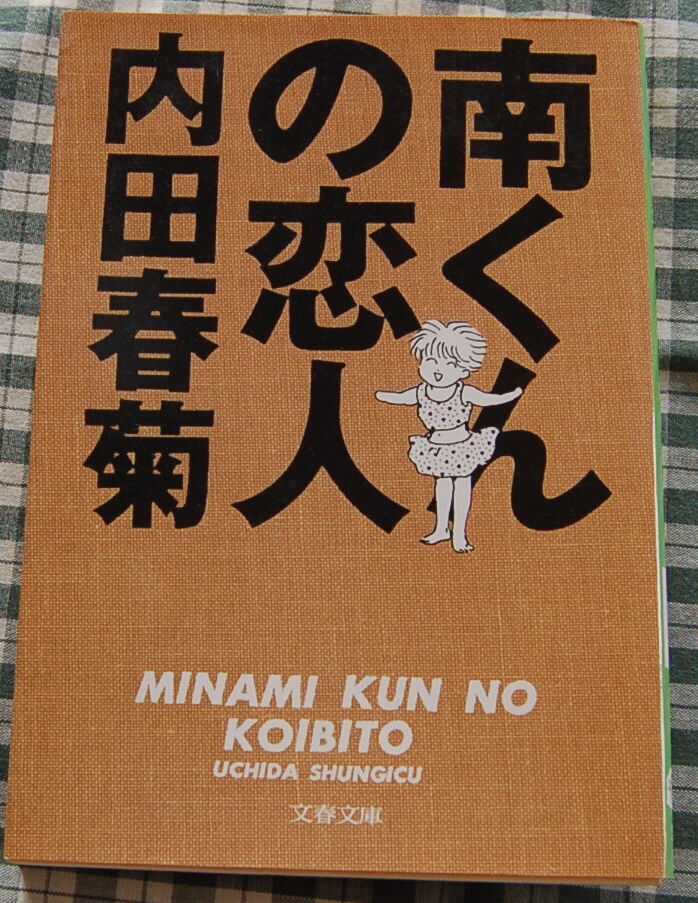 南くん
の恋人
内田春菊
MINAMI KUN NO
KOIBITO
UCHIDA SHUNGICU
文春文庫